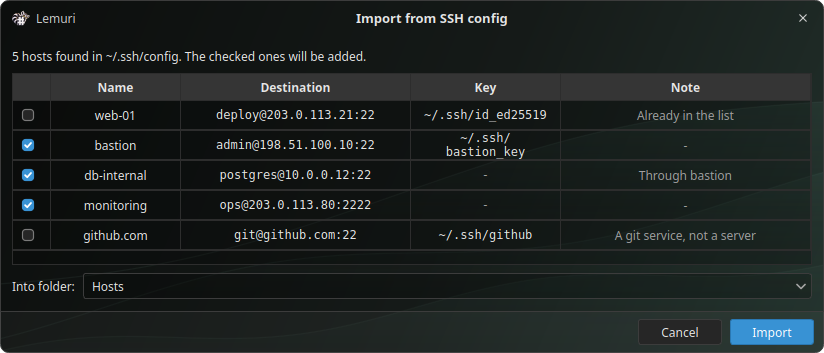 Lemuri
Import from SSH config
5 hosts found in ~/.ssh/config. The checked ones will be added.
Name Destination Key Note
web-01 deploy@203.0.113.21:22 ~/.ssh/id_ed25519 Already in the list
bastion admin@198.51.100.10:22 ~/.ssh/
bastion_key -
db-internal postgres@10.0.0.12:22 - Through bastion
monitoring ops@203.0.113.80:2222 - -
github.com git@github.com:22 ~/.ssh/github A git service, not a server
Into folder: Hosts
Cancel Import